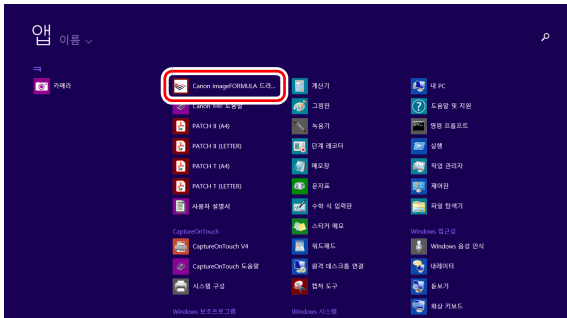 앱 이름
ㅋ
카메라
Canon imageFORMULA 드라...
Canon 도움말
PATCH II (A4)
PATCH II (LETTER)
PATCH T (A4)
PATCH T (LETTER)
사용자 설명서
CaptureOnTouch
CaptureOnTouch V4
CaptureOnTouch 도움말
시스템 구성
Windows 보조프로그램
계산기
그림판
녹음기
단계 레코더
메모장
문자표
수학 식 입력판
스티커 메모
워드패드
원격 데스크톱 연결
캡처 도구
Windows 시스템
내 PC
도움말 및 지원
명령 프롬프트
실행
작업 관리자
제어판
파일 탐색기
Windows 접근성
Windows 음성 인식
내레이터
돋보기
화상 키보드